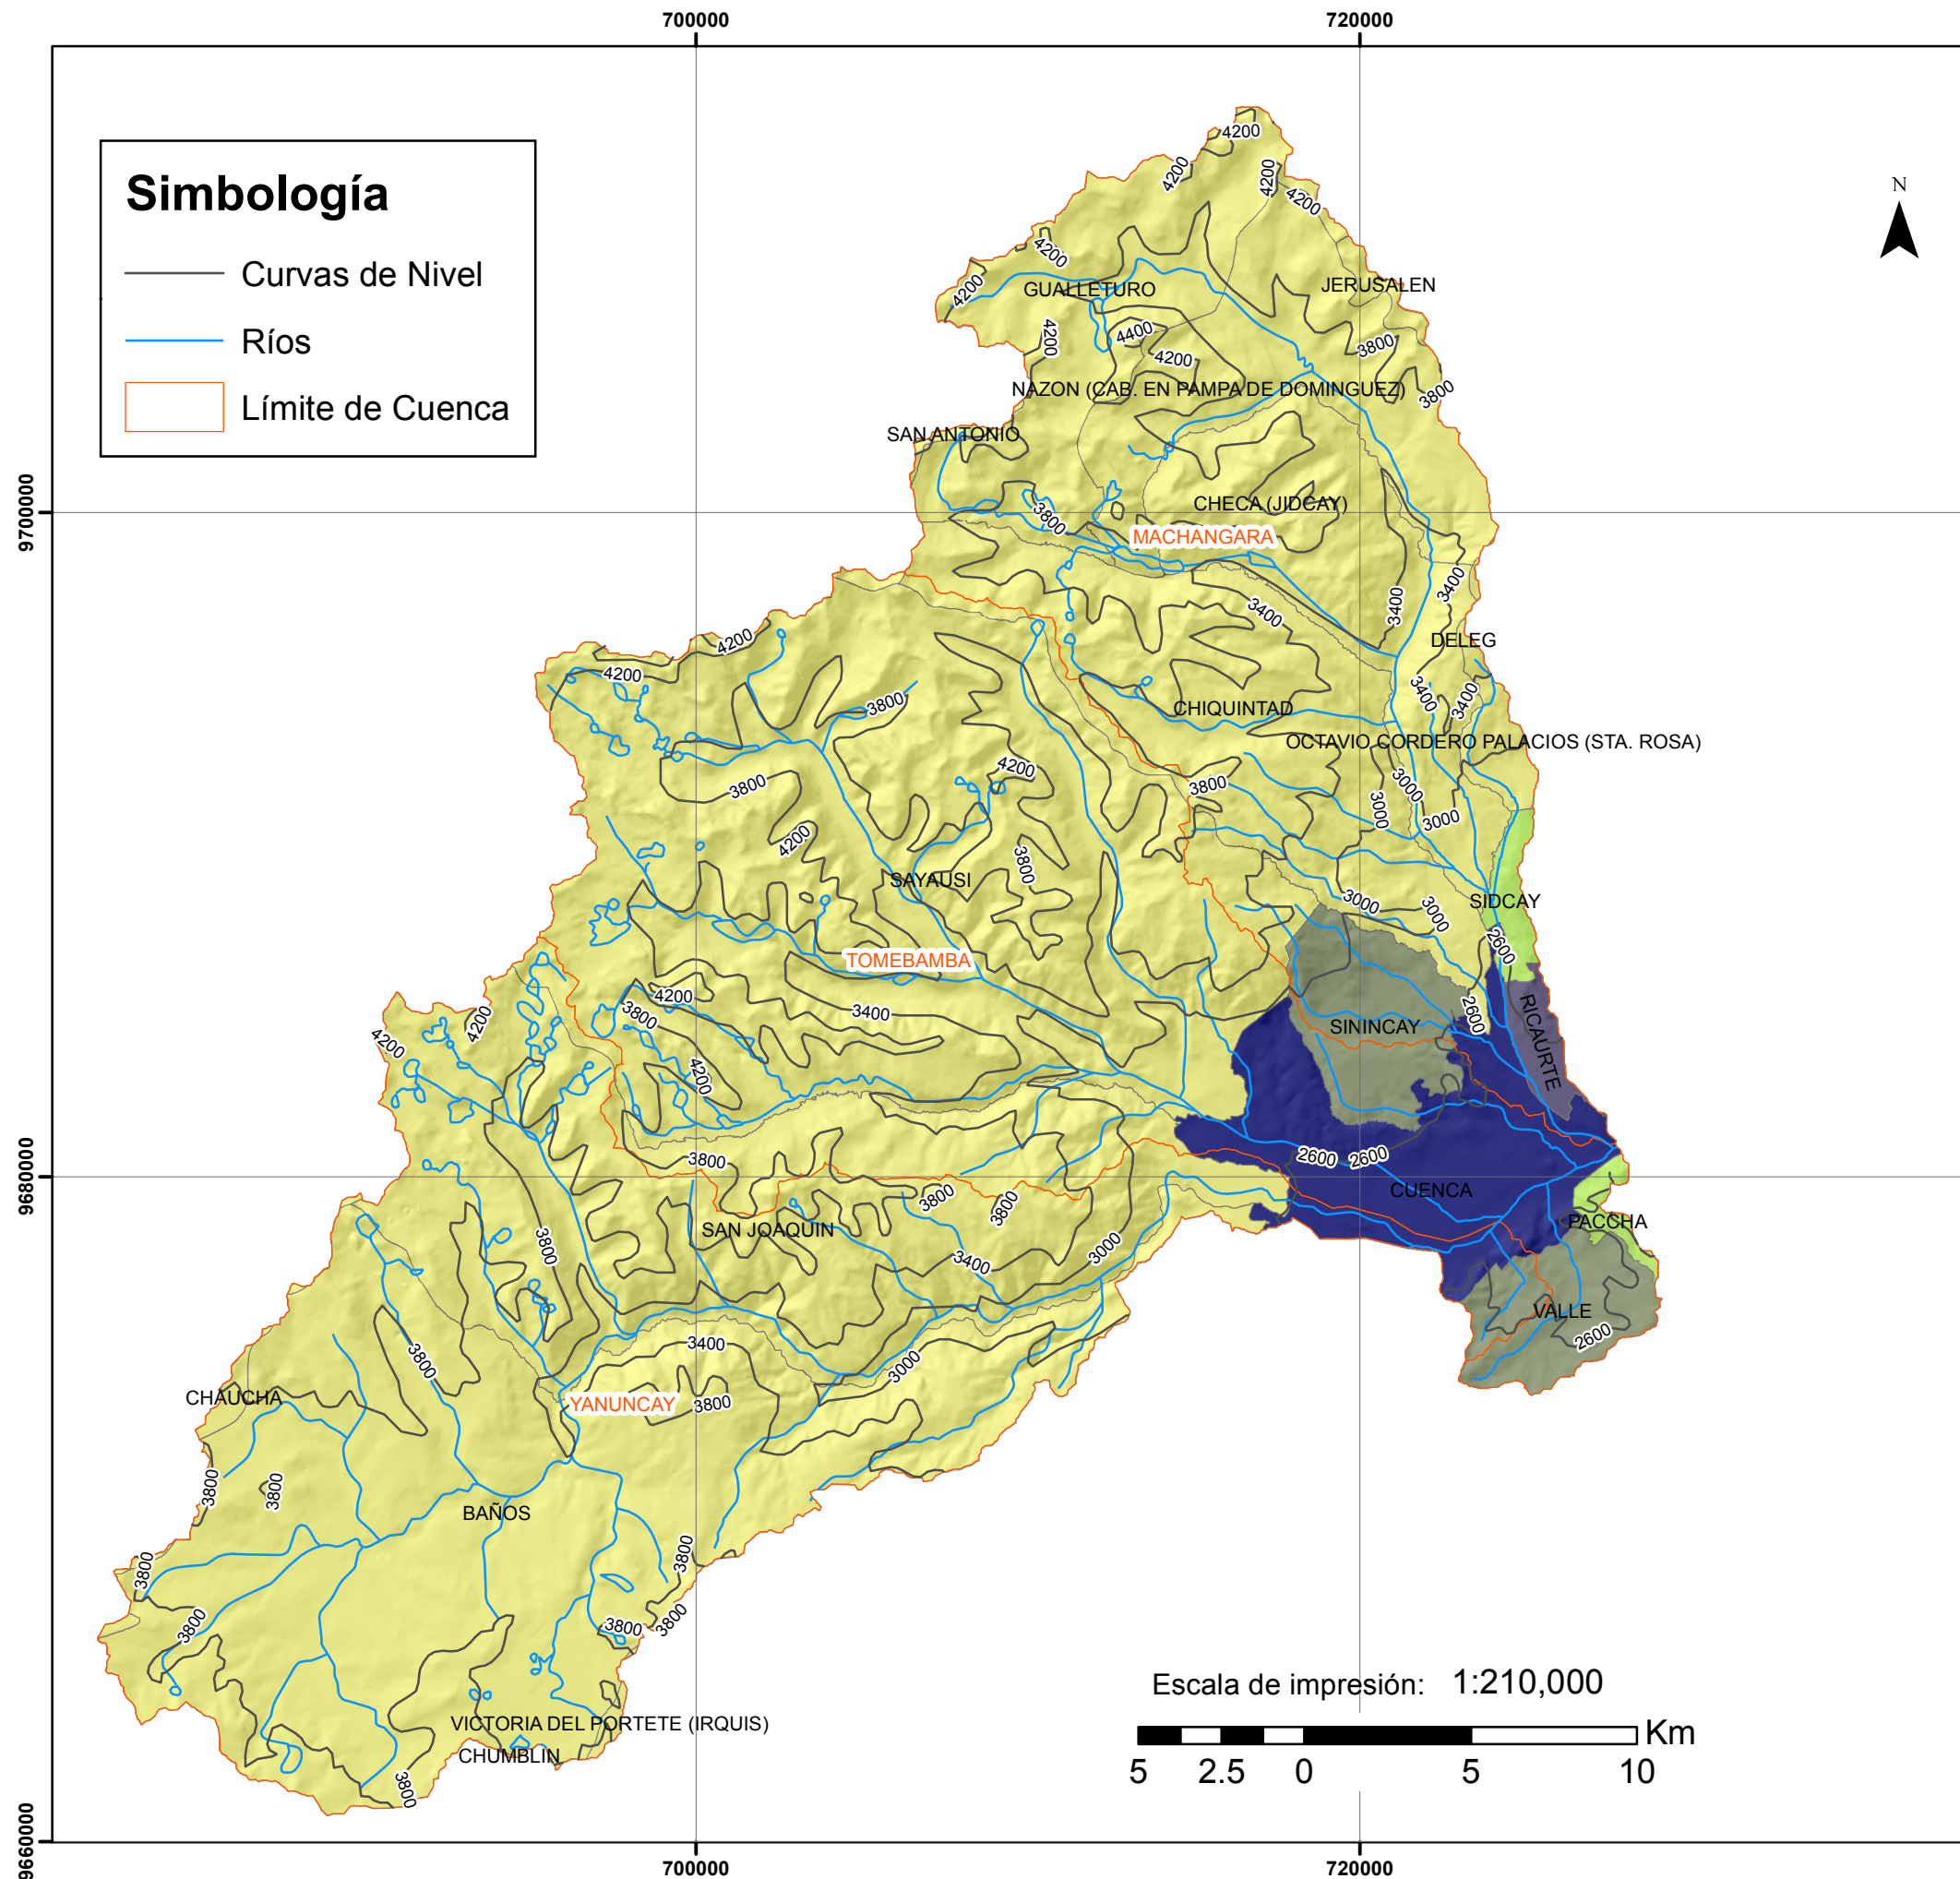 700000
720000
4200
4200
4200
4200
N
Simbología
Curvas de Nivel
Ríos
Límite de Cuenca
4200
4200
JERUSALEN
GUALLETURO
4200
4400
4200
3800
NAZON (CAB. EN PAMPA DE DOMINGUEZ)
3800
SAN ANTONIO
9700000
CHECA (JIDCAY)
3800
MACHANGARA
3400
3400
3400
4200
DELEG
4200
3400
3400
3800
CHIQUINTAD
OCTAVIO CORDERO PALACIOS (STA. ROSA)
4200
3800
3800
3000
3000
3000
4200
3800
SAYAUSI
SIDCAY
3000
3000
2600
TOMEBAMBA
4200
3800
3400
4200
4200
SININCAY
2600
RICAURTE
4200
3800
2600
2600
9680000
CUENCA
3800
3800
SAN JOAQUIN
PACCHA
3800
3400
3000
VALLE
2600
3400
3800
3000
CHAUCHA
YANUNCAY
3800
3800
3800
BAÑOS
3800
3800
3800
3800
3800
Escala de impresión: 1:210,000
VICTORIA DEL PORTETE (IRQUIS)
CHUMBLIN
Km
5 2.5 0 5 10
3800
9660000
700000
720000